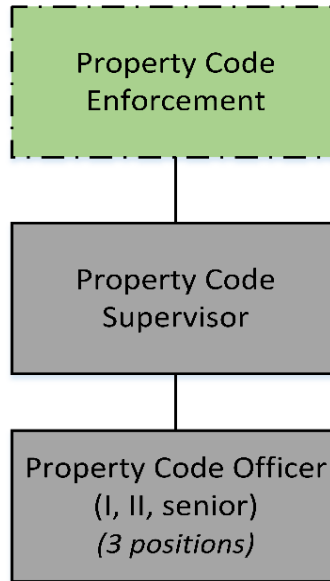 Property Code
Enforcement
Property Code
Supervisor
Property Code Officer
(I, II, senior)
(3 positions)